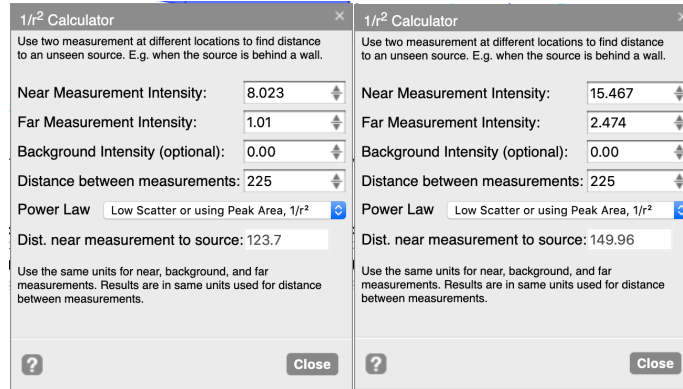 1/r² Calculator
×
Use two measurement at different locations to find distance
to an unseen source. E.g. when the source is behind a wall.
Near Measurement Intensity: 8.023
Far Measurement Intensity: 1.01
Background Intensity (optional): 0.00
Distance between measurements: 225
Power Law Low Scatter or using Peak Area, 1/r²
Dist. near measurement to source: 123.7
Use the same units for near, background, and far
measurements. Results are in same units used for distance
between measurements.
?
Close
1/r² Calculator
×
Use two measurement at different locations to find distance
to an unseen source. E.g. when the source is behind a wall.
Near Measurement Intensity: 15.467
Far Measurement Intensity: 2.474
Background Intensity (optional): 0.00
Distance between measurements: 225
Power Law Low Scatter or using Peak Area, 1/r²
Dist. near measurement to source: 149.96
Use the same units for near, background, and far
measurements. Results are in same units used for distance
between measurements.
?
Close